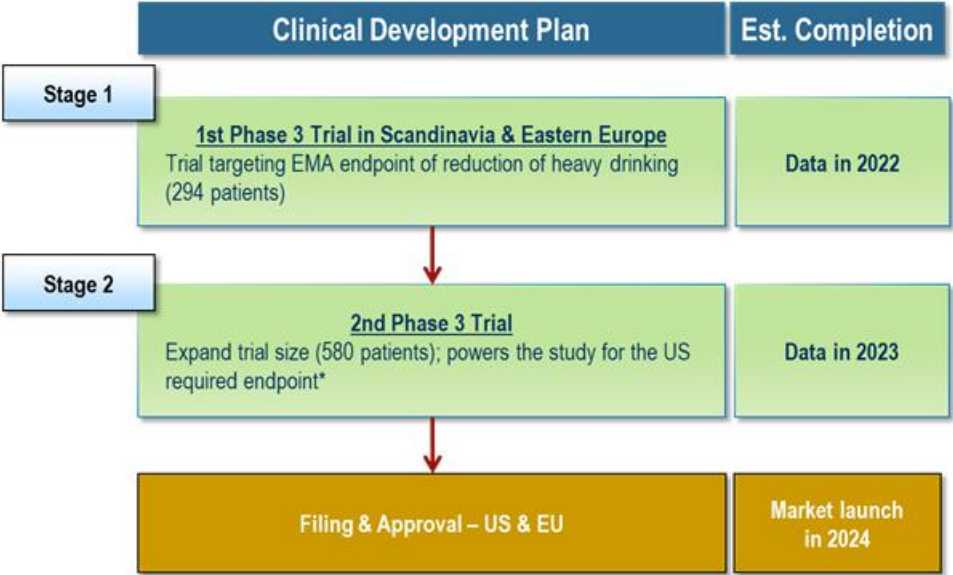 Clinical Development Plan
Est. Completion
Stage 1
1st Phase 3 Trial in Scandinavia & Eastern Europe
Trial targeting EMA endpoint of reduction of heavy drinking
(294 patients)
Data in 2022
Stage 2
2nd Phase 3 Trial
Expand trial size (580 patients); powers the study for the US
required endpoint*
Data in 2023
Filing & Approval – US & EU
Market launch
in 2024